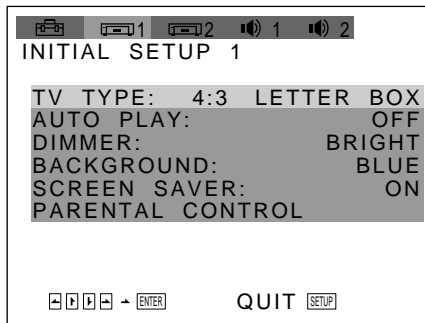 1 2 1 2
INITIAL SETUP 1
TV TYPE: 4:3 LETTER BOX
AUTO PLAY: OFF
DIMMER: BRIGHT
BACKGROUND: BLUE
SCREEN SAVER: ON
PARENTAL CONTROL
ENTER QUIT SETUP